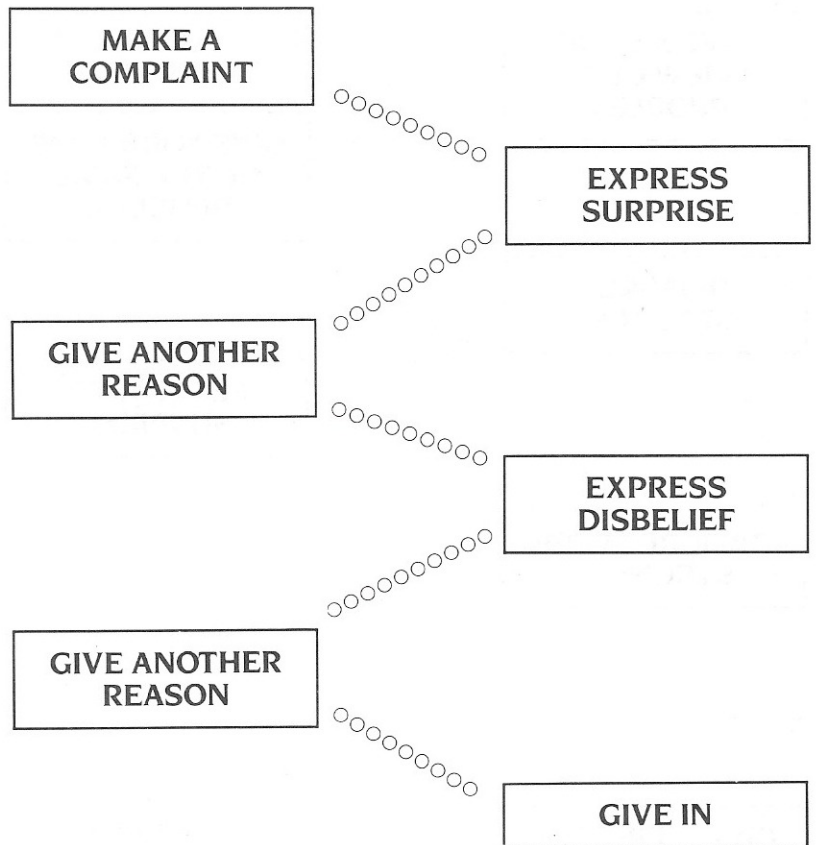 MAKE A
COMPLAINT
EXPRESS
SURPRISE
GIVE ANOTHER
REASON
EXPRESS
DISBELIEF
GIVE ANOTHER
REASON
GIVE IN